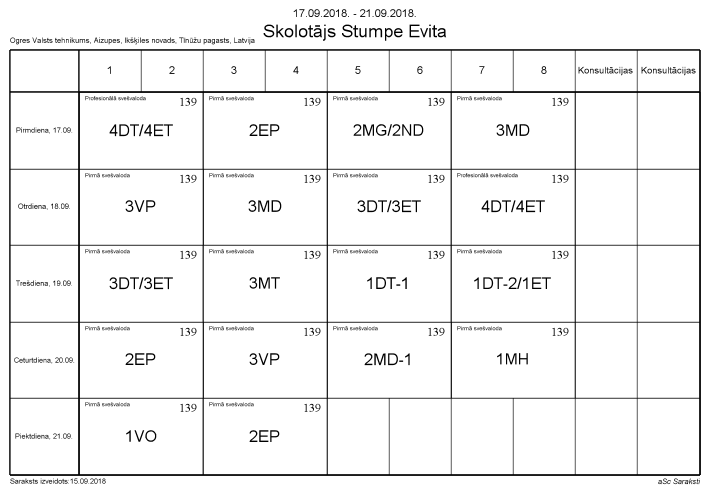 17.09.2018. - 21.09.2018.
Skolotājs Stumpe Evita
Ogres Valsts tehnikums, Aizupes, Ikšķiles novads, Tīnūžu pagasts, Latvija
1 2 3 4 5 6 7 8 Konsultācijas Konsultācijas
Profesionālā svešvaloda 139 Pirmā svešvaloda 139 Pirmā svešvaloda 139 Pirmā svešvaloda 139
Pirmdiena, 17.09. 4DT/4ET 2EP 2MG/2ND 3MD
Pirmā svešvaloda 139 Pirmā svešvaloda 139 Pirmā svešvaloda 139 Profesionālā svešvaloda 139
Otrdiena, 18.09. 3VP 3MD 3DT/3ET 4DT/4ET
Pirmā svešvaloda 139 Pirmā svešvaloda 139 Pirmā svešvaloda 139 Pirmā svešvaloda 139
Trešdiena, 19.09. 3DT/3ET 3MT 1DT-1 1DT-2/1ET
Pirmā svešvaloda 139 Pirmā svešvaloda 139 Pirmā svešvaloda 139 Pirmā svešvaloda 139
Ceturtdiena, 20.09. 2EP 3VP 2MD-1 1MH
Pirmā svešvaloda 139 Pirmā svešvaloda 139
Piektdiena, 21.09. 1VO 2EP
Saraksts izveidots:15.09.2018 aSc Saraksti